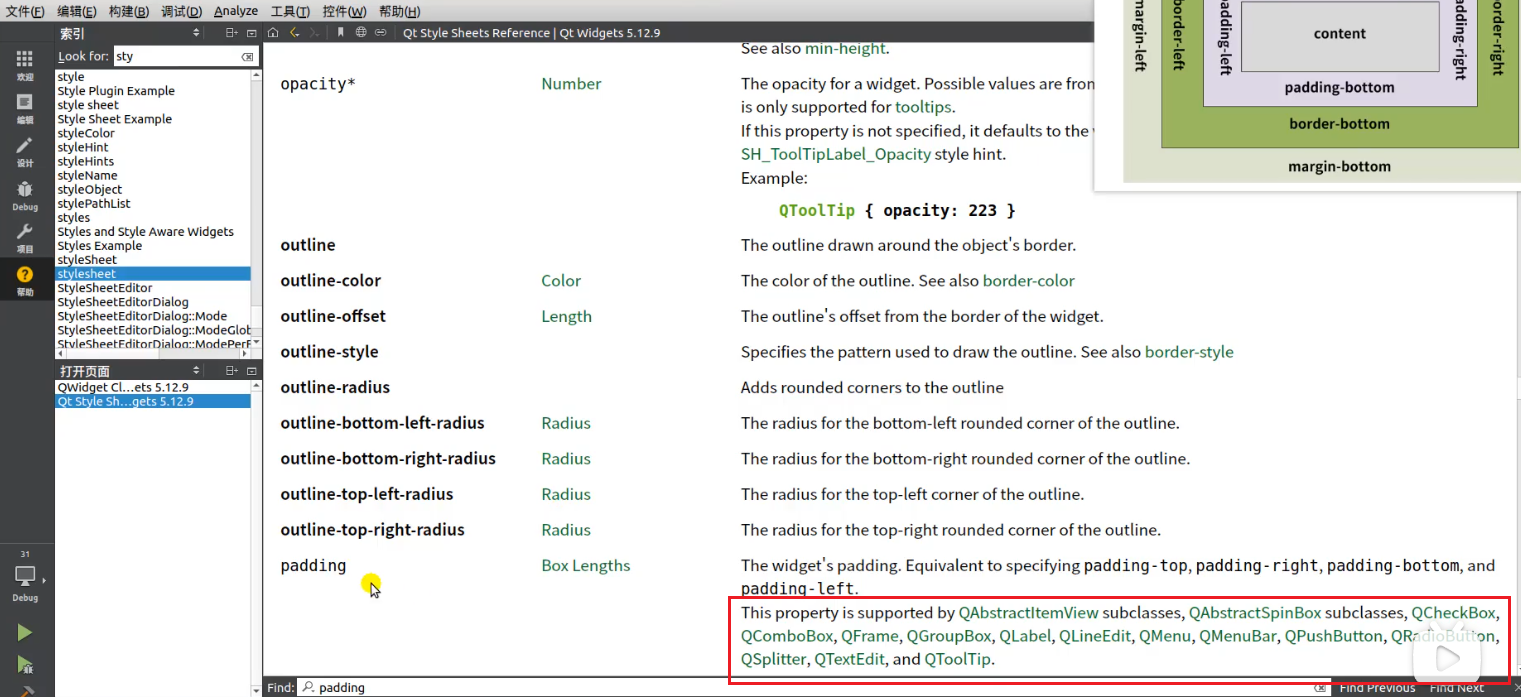 文件(F) 编辑(E) 构建(B) 调试(D) Analyze 工具(T) 控件(W) 帮助(H)
索引
Qt Style Sheets Reference | Qt Widgets 5.12.9
Look for: sty
欢迎
编辑
设计
Debug
项目
帮助
31
Debug
style
Style Plugin Example
style sheet
Style Sheet Example
styleColor
styleHint
styleHints
styleName
styleObject
stylePathList
styles
Styles and Style Aware Widgets
Styles Example
styleSheet
stylesheet
StyleSheetEditor
StyleSheetEditorDialog
StyleSheetEditorDialog::Mode
StyleSheetEditorDialog::ModeGlob
StyleSheetEditorDialog::ModePerF
打开页面
QWidget Cl...ets 5.12.9
Qt Style Sh...gets 5.12.9
See also min-height.
opacity* Number The opacity for a widget. Possible values are from
is only supported for tooltips.
If this property is not specified, it defaults to the
SH_ToolTipLabel_Opacity style hint.
Example:
QToolTip { opacity: 223 }
outline The outline drawn around the object's border.
outline-color Color The color of the outline. See also border-color
outline-offset Length The outline's offset from the border of the widget.
outline-style Specifies the pattern used to draw the outline. See also border-style
outline-radius Adds rounded corners to the outline
outline-bottom-left-radius Radius The radius for the bottom-left rounded corner of the outline.
outline-bottom-right-radius Radius The radius for the bottom-right rounded corner of the outline.
outline-top-left-radius Radius The radius for the top-left corner of the outline.
outline-top-right-radius Radius The radius for the top-right rounded corner of the outline.
padding Box Lengths The widget's padding. Equivalent to specifying padding-top, padding-right, padding-bottom, and
padding-left.
This property is supported by QAbstractItemView subclasses, QAbstractSpinBox subclasses, QCheckBox,
QComboBox, QFrame, QGroupBox, QLabel, QLineEdit, QMenu, QMenuBar, QPushButton, QRadioButton,
QSplitter, QTextEdit, and QToolTip.
margin-left
border-left
padding-left
content
padding-right
border-right
padding-bottom
border-bottom
margin-bottom
Find: padding Find Previous Find Next